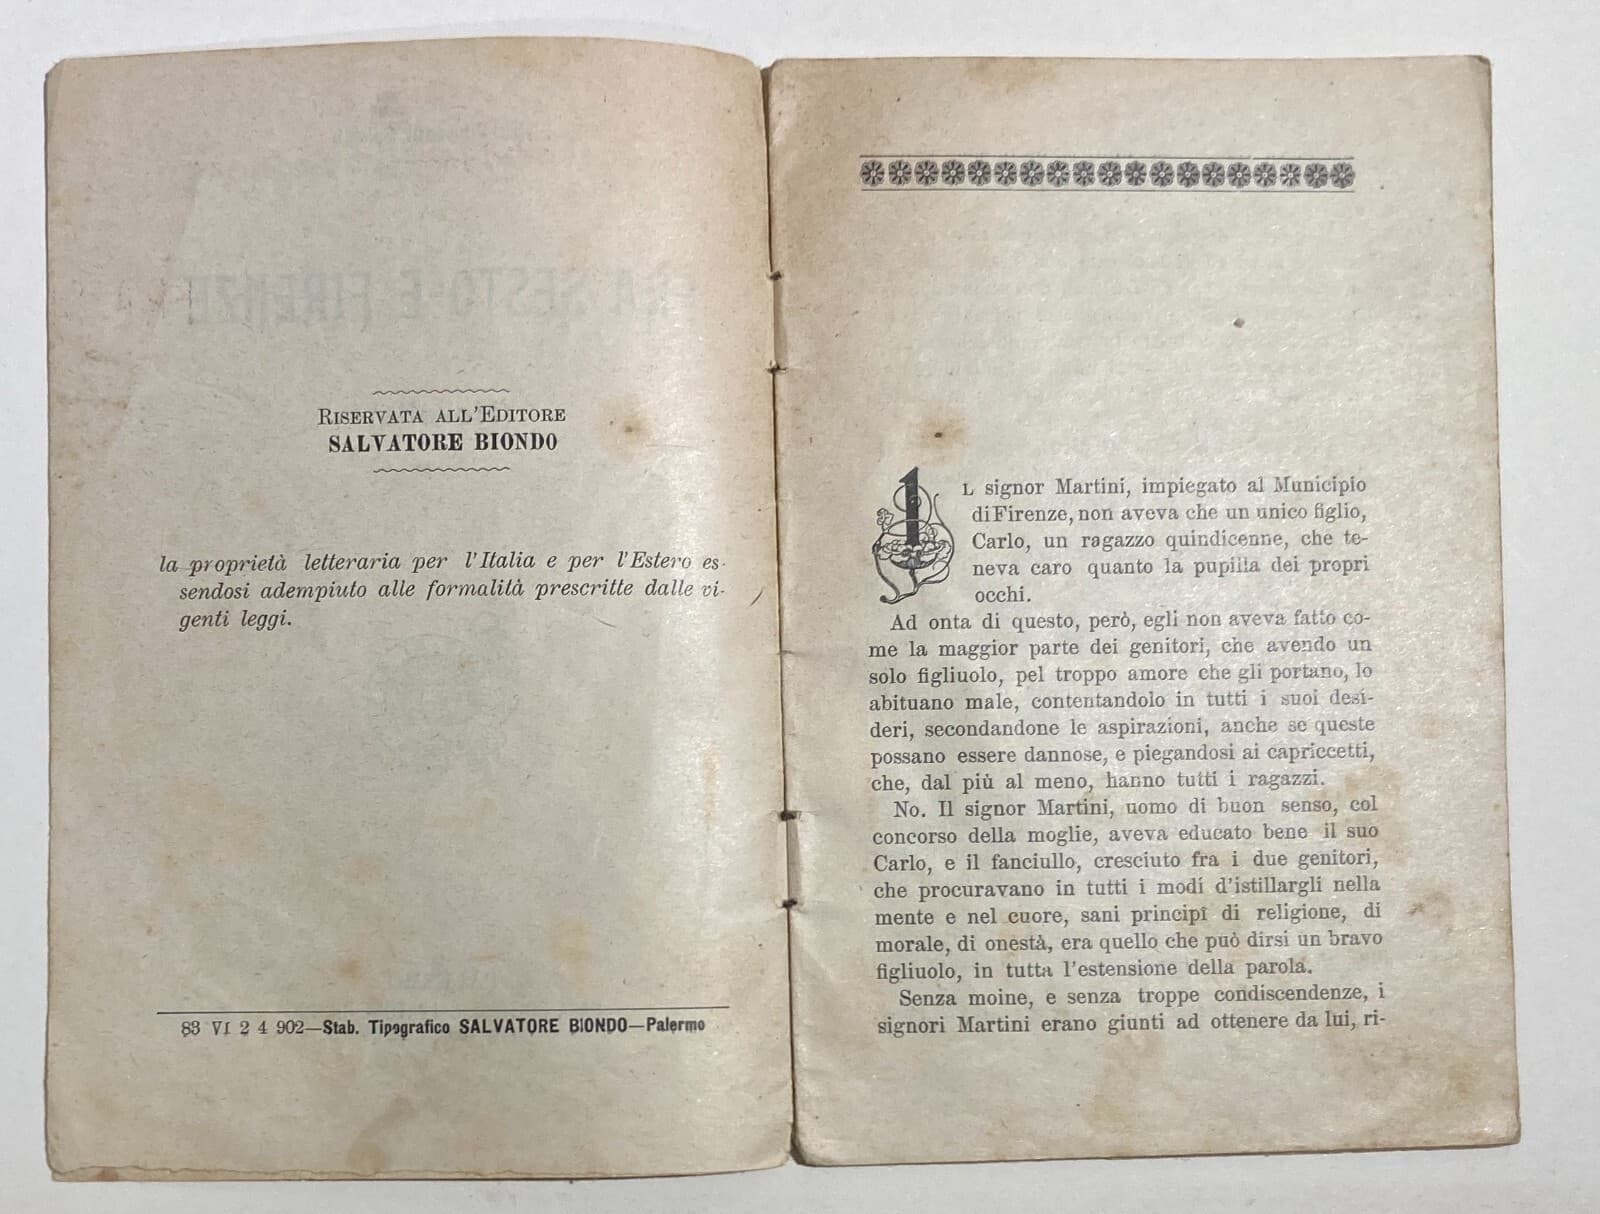 RISERVATA ALL'EDITORE
SALVATORE BIONDO
la proprietà letteraria per l'Italia e per l'Estero es-
sendosi adempiuto alle formalità prescritte dalle vi-
genti leggi.
83 VI 2 4 902—Stab. Tipografico SALVATORE BIONDO—Palermo
IL signor Martini, impiegato al Municipio
di Firenze, non aveva che un unico figlio,
Carlo, un ragazzo quindicenne, che te-
neva caro quanto la pupilla dei propri
occhi.
Ad onta di questo, però, egli non aveva fatto co-
me la maggior parte dei genitori, che avendo un
solo figliuolo, pel troppo amore che gli portano, lo
abituano male, contentandolo in tutti i suoi desi-
deri, secondandone le aspirazioni, anche se queste
possano essere dannose, e piegandosi ai capriccetti,
che, dal più al meno, hanno tutti i ragazzi.
No. Il signor Martini, uomo di buon senso, col
concorso della moglie, aveva educato bene il suo
Carlo, e il fanciullo, cresciuto fra i due genitori,
che procuravano in tutti i modi d'istillargli nella
mente e nel cuore, sani principî di religione, di
morale, di onestà, era quello che può dirsi un bravo
figliuolo, in tutta l'estensione della parola.
Senza moine, e senza troppe condiscendenze, i
signori Martini erano giunti ad ottenere da lui, ri-